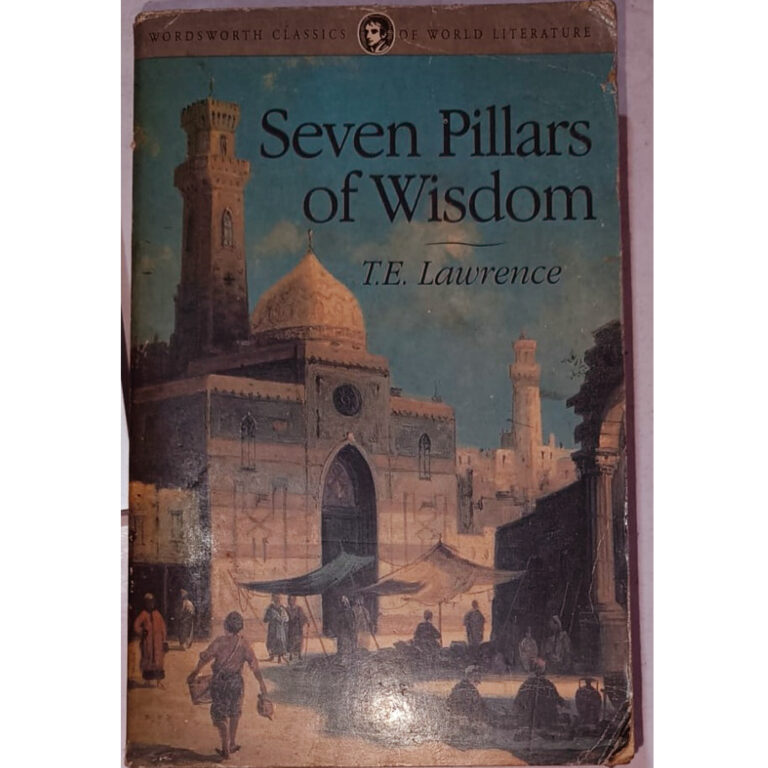 WORDSWORTH CLASSICS OF WORLD LITERATURE
Seven Pillars
of Wisdom
T.E. Lawrence